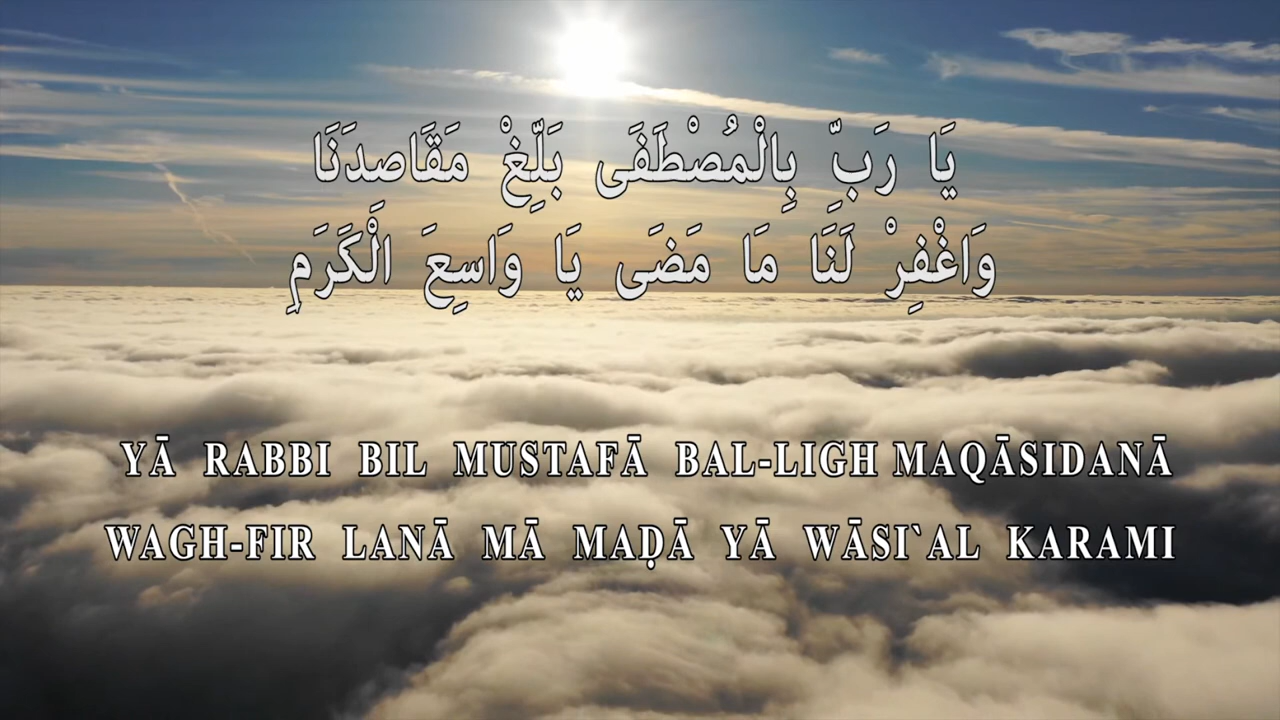 يَا رَبِّ بِالْمُصْطَفَى بَلِّغْ مَقَاصِدَنَا
وَاغْفِرْ لَنَا مَا مَضَى يَا وَاسِعَ الْكَرَمِ
YĀ RABBI BIL MUSTAFĀ BAL-LIGH MAQĀSIDANĀ
WAGH-FIR LANĀ MĀ MAḌĀ YĀ WĀSI`AL KARAMI